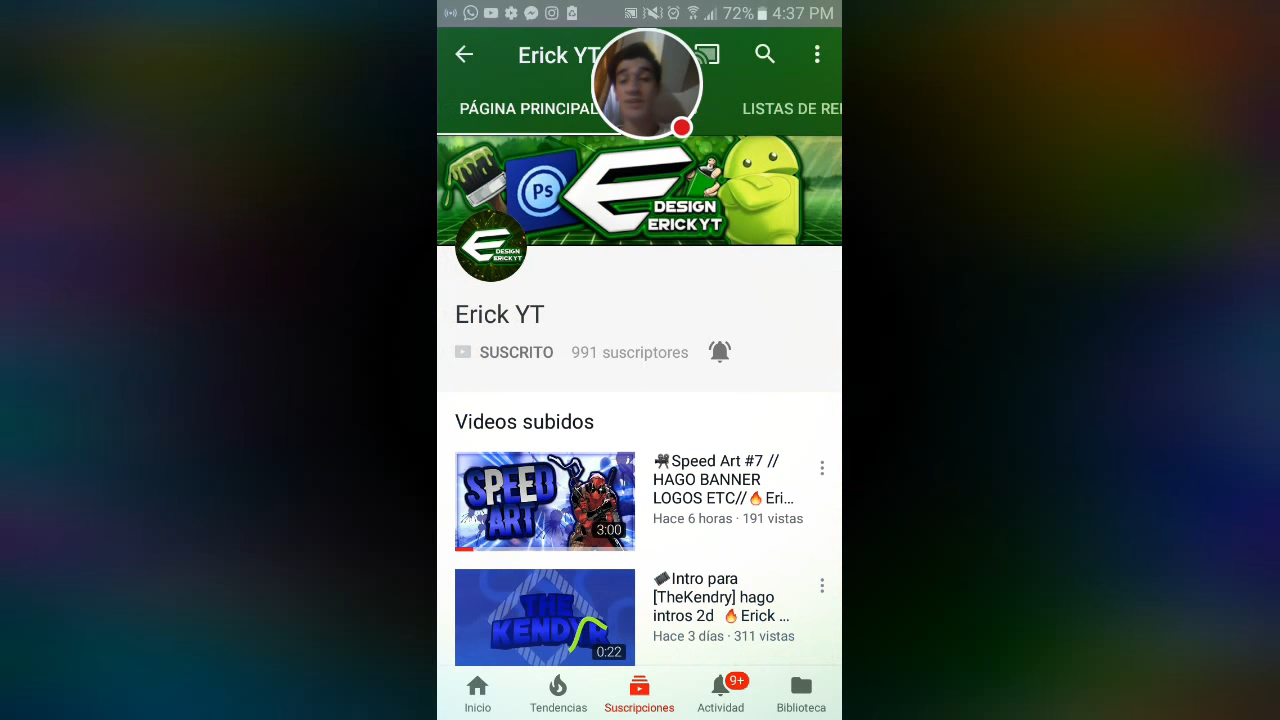 72% 4:37 PM
Erick YT
PÁGINA PRINCIPAL
LISTAS DE RE
Ps
E
DESIGN
ERICKYT
E
DESIGN
ERICKYT
Erick YT
SUSCRITO 991 suscriptores
Videos subidos
SPEED
ART
3:00
🎥Speed Art #7 //
HAGO BANNER
LOGOS ETC//🔥Eri...
Hace 6 horas · 191 vistas
THE
KENDYR
0:22
Intro para
[TheKendry] hago
intros 2d 🔥Erick ...
Hace 3 días · 311 vistas
9+
Inicio Tendencias Suscripciones Actividad Biblioteca